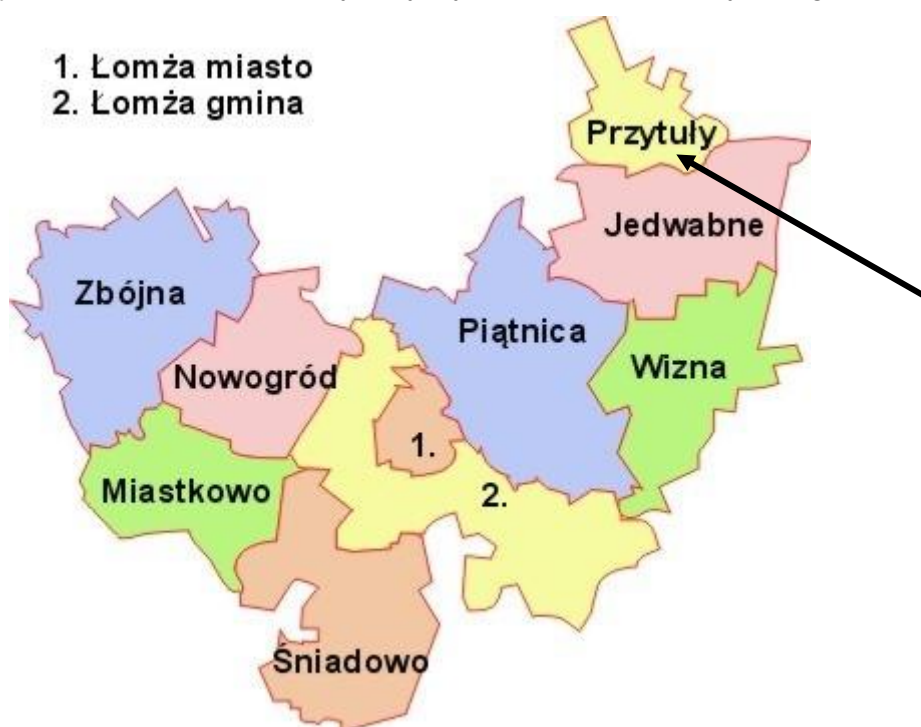 1. Łomża miasto
2. Łomża gmina
Przytuły
Jedwabne
Zbójna
Piątnica
Wizna
Nowogród
1.
Miastkowo
2.
Śniadowo